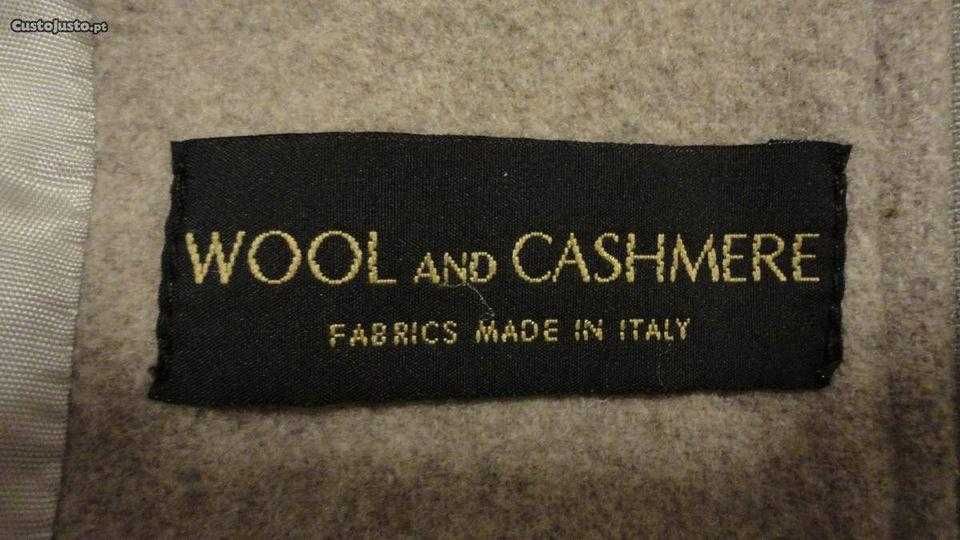 CustoJusto.pt
WOOL AND CASHMERE
FABRICS MADE IN ITALY